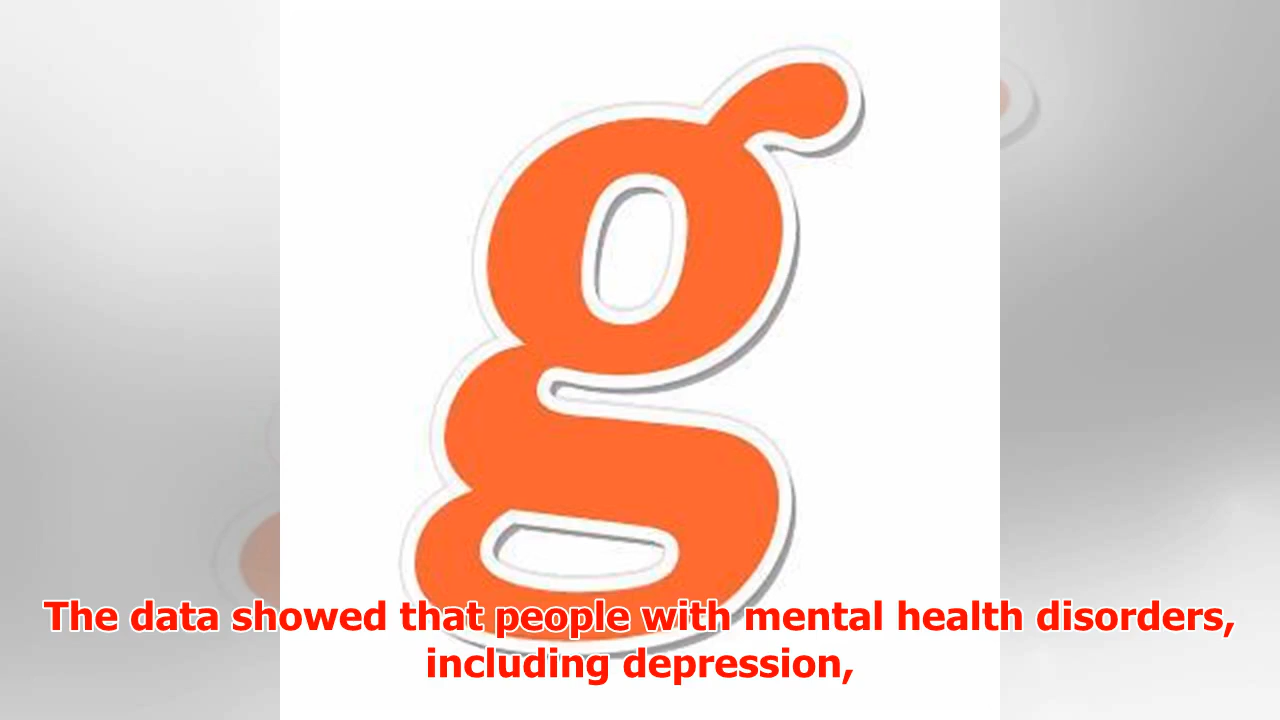 g
The data showed that people with mental health disorders,
including depression,